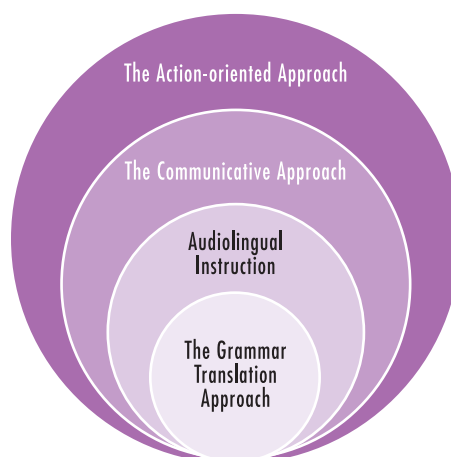 The Action-oriented Approach
The Communicative Approach
Audiolingual
Instruction
The Grammar
Translation
Approach